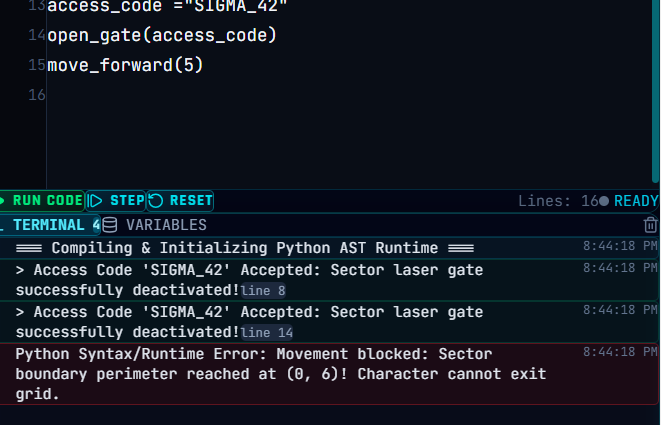 13 access_code ="SIGMA_42"
14 open_gate(access_code)
15 move_forward(5)
16
RUN CODE STEP RESET Lines: 16 READY
TERMINAL 4 VARIABLES
=== Compiling & Initializing Python AST Runtime === 8:44:18 PM
> Access Code 'SIGMA_42' Accepted: Sector laser gate 8:44:18 PM
successfully deactivated! line 8
> Access Code 'SIGMA_42' Accepted: Sector laser gate 8:44:18 PM
successfully deactivated! line 14
Python Syntax/Runtime Error: Movement blocked: Sector 8:44:18 PM
boundary perimeter reached at (0, 6)! Character cannot exit
grid.